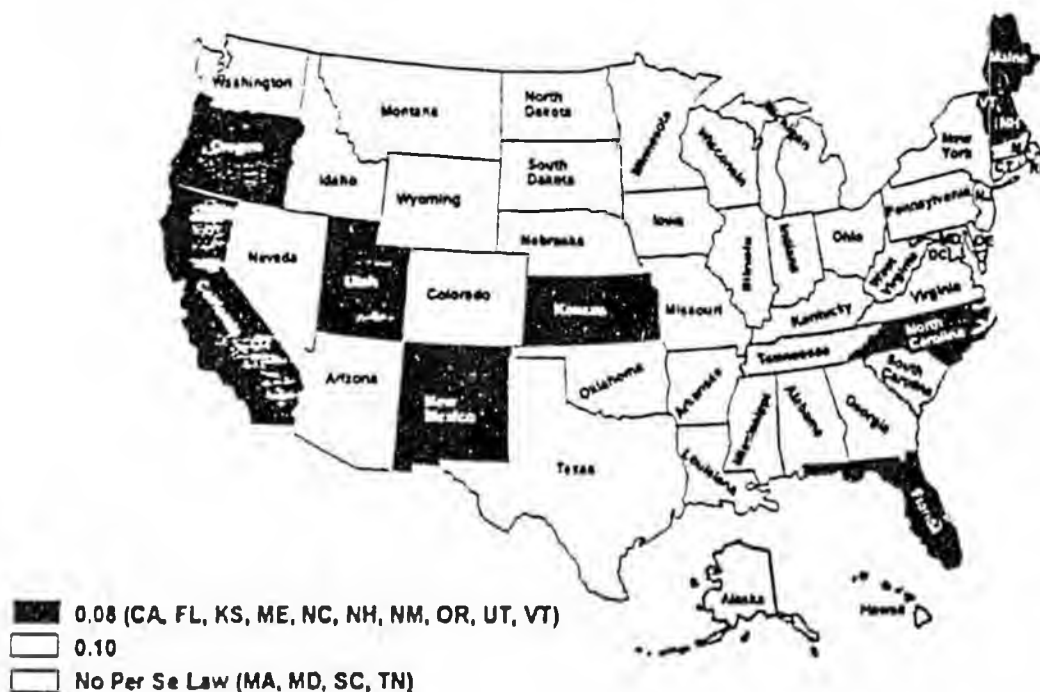 Washington
Montana
North
Dakota
Minnesota
Wisconsin
Maine
VT
NH
New
York
M
CT
R
Oregon
Idaho
Wyoming
South
Dakota
Iowa
Illinois
Indiana
Ohio
Pennsylvania
NJ
MD
DE
DC
West
Virginia
Virginia
Nevada
Utah
Colorado
Nebraska
Kansas
Missouri
Kentucky
North
Carolina
Tennessee
South
Carolina
Arizona
New
Mexico
Oklahoma
Arkansas
Mississippi
Alabama
Georgia
Texas
Louisiana
Florida
Alaska
Hawaii
0.08 (CA, FL, KS, ME, NC, NH, NM, OR, UT, VT)
0.10
No Per Se Law (MA, MD, SC, TN)